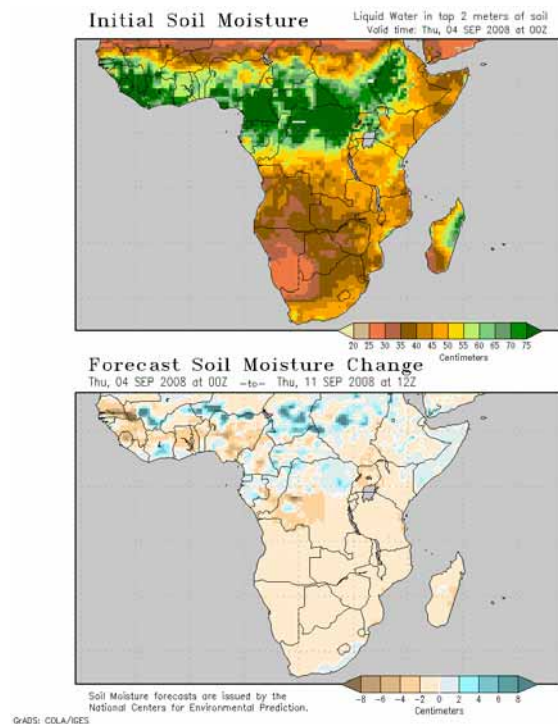 Initial Soil Moisture
Liquid Water in top 2 meters of soil
Valid time: Thu, 04 SEP 2008 at 00Z
20 25 30 35 40 45 50 55 60 65 70 75
Centimeters
Forecast Soil Moisture Change
Thu, 04 SEP 2008 at 00Z —to— Thu, 11 SEP 2008 at 12Z
-8 -6 -4 -2 0 2 4 6 8
Centimeters
Soil Moisture forecasts are issued by the
National Centers for Environmental Prediction.
GrADS: COLA/IGES